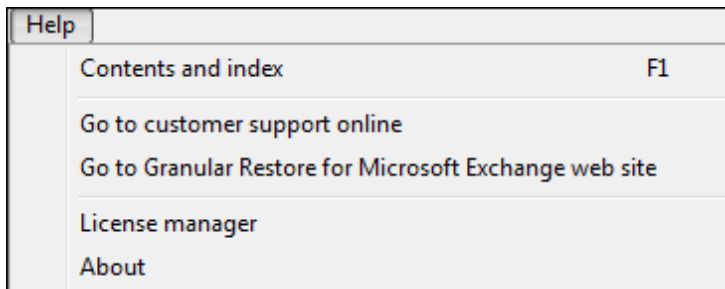 Help
Contents and index F1
Go to customer support online
Go to Granular Restore for Microsoft Exchange web site
License manager
About